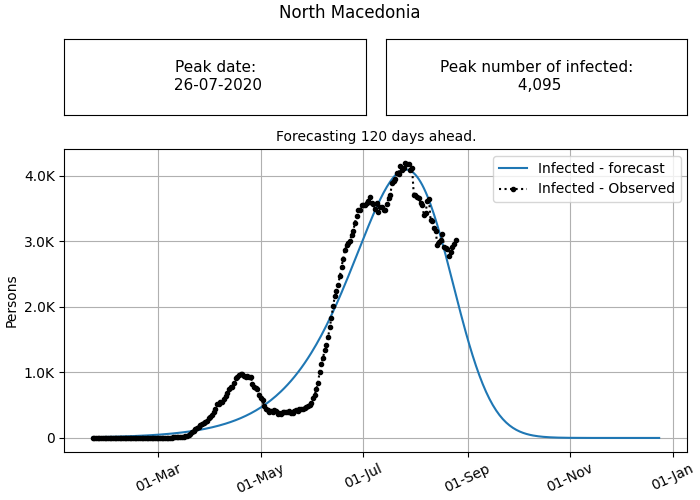 North Macedonia
Peak date:
26-07-2020
Peak number of infected:
4,095
Forecasting 120 days ahead.
Infected - forecast
Infected - Observed
4.0K
3.0K
2.0K
1.0K
0
Persons
01-Mar
01-May
01-Jul
01-Sep
01-Nov
01-Jan